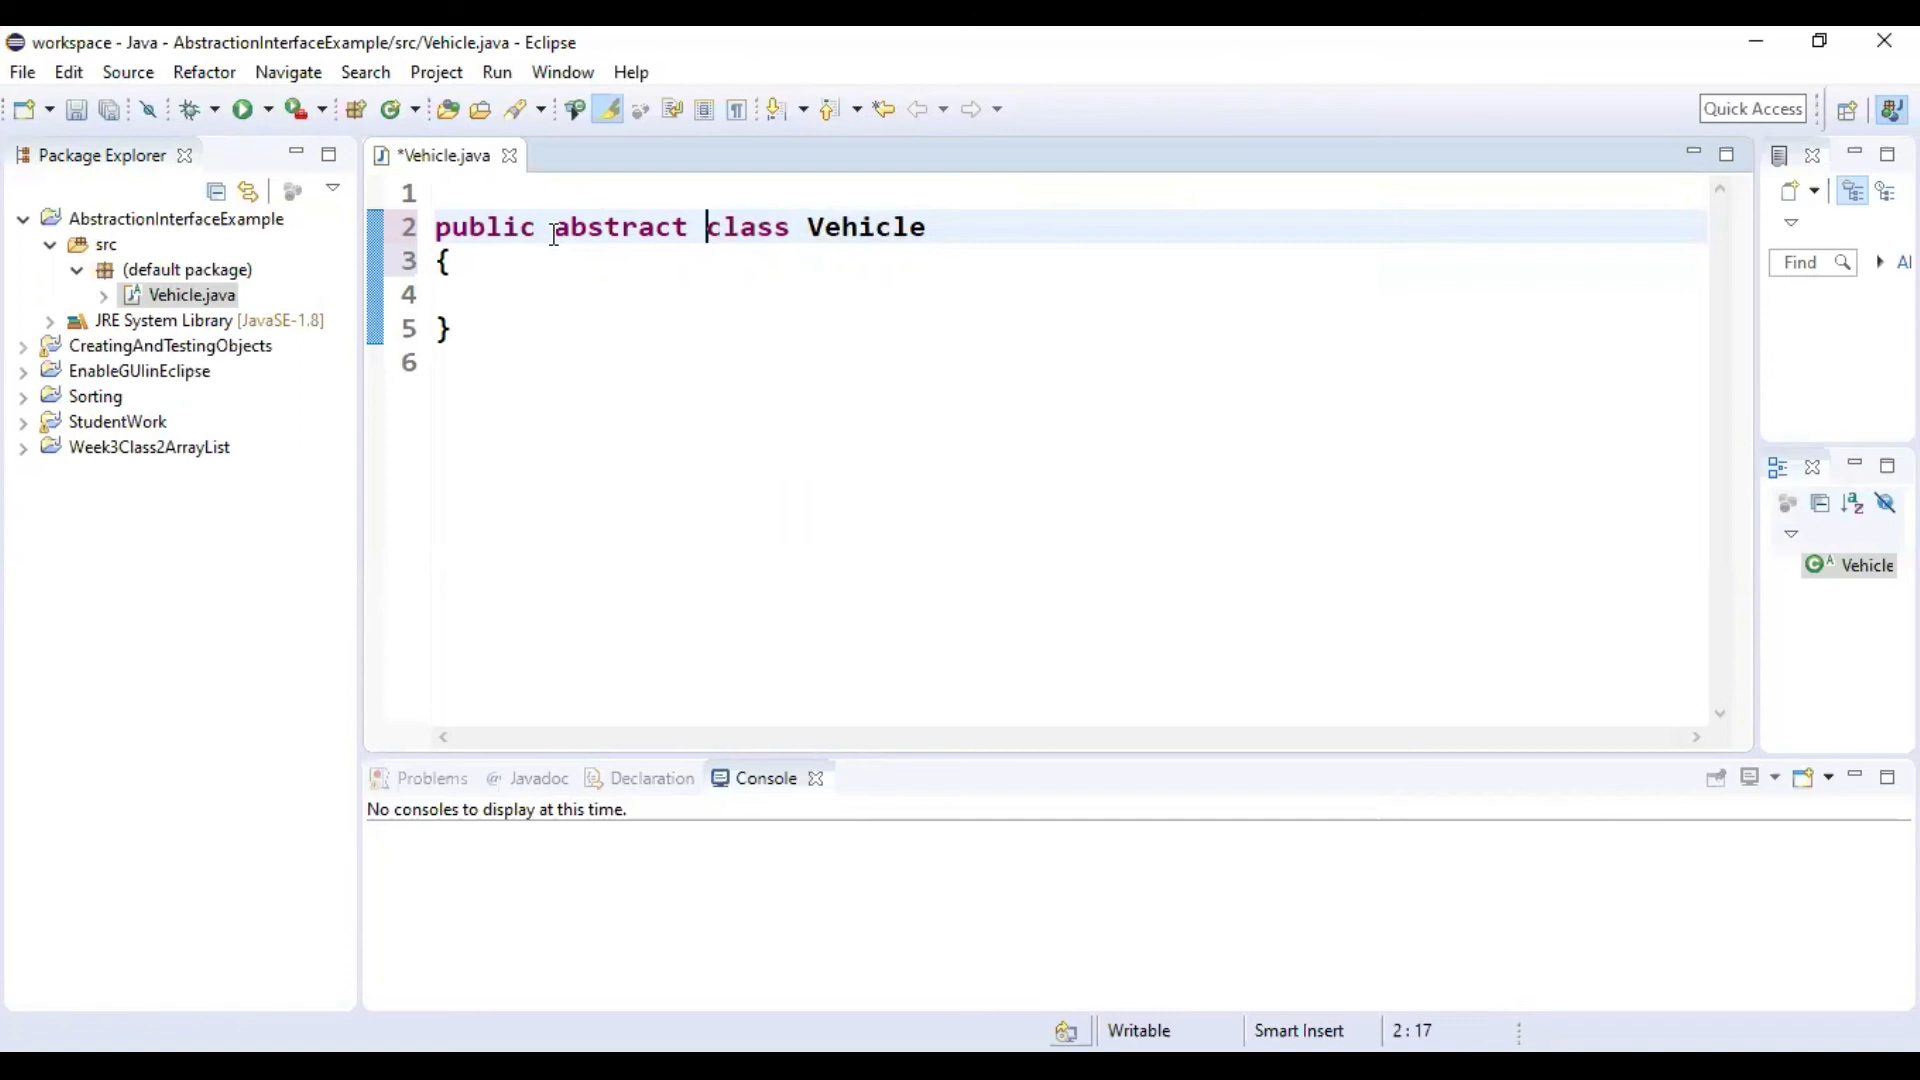 workspace - Java - AbstractionInterfaceExample/src/Vehicle.java - Eclipse
File Edit Source Refactor Navigate Search Project Run Window Help
Quick Access
Package Explorer
*Vehicle.java
AbstractionInterfaceExample
src
(default package)
Vehicle.java
JRE System Library [JavaSE-1.8]
CreatingAndTestingObjects
EnableGUIinEclipse
Sorting
StudentWork
Week3Class2ArrayList
1
2 public abstract class Vehicle
3 {
4
5 }
6
Find Al
Vehicle
Problems @ Javadoc Declaration Console
No consoles to display at this time.
Writable Smart Insert 2 : 17